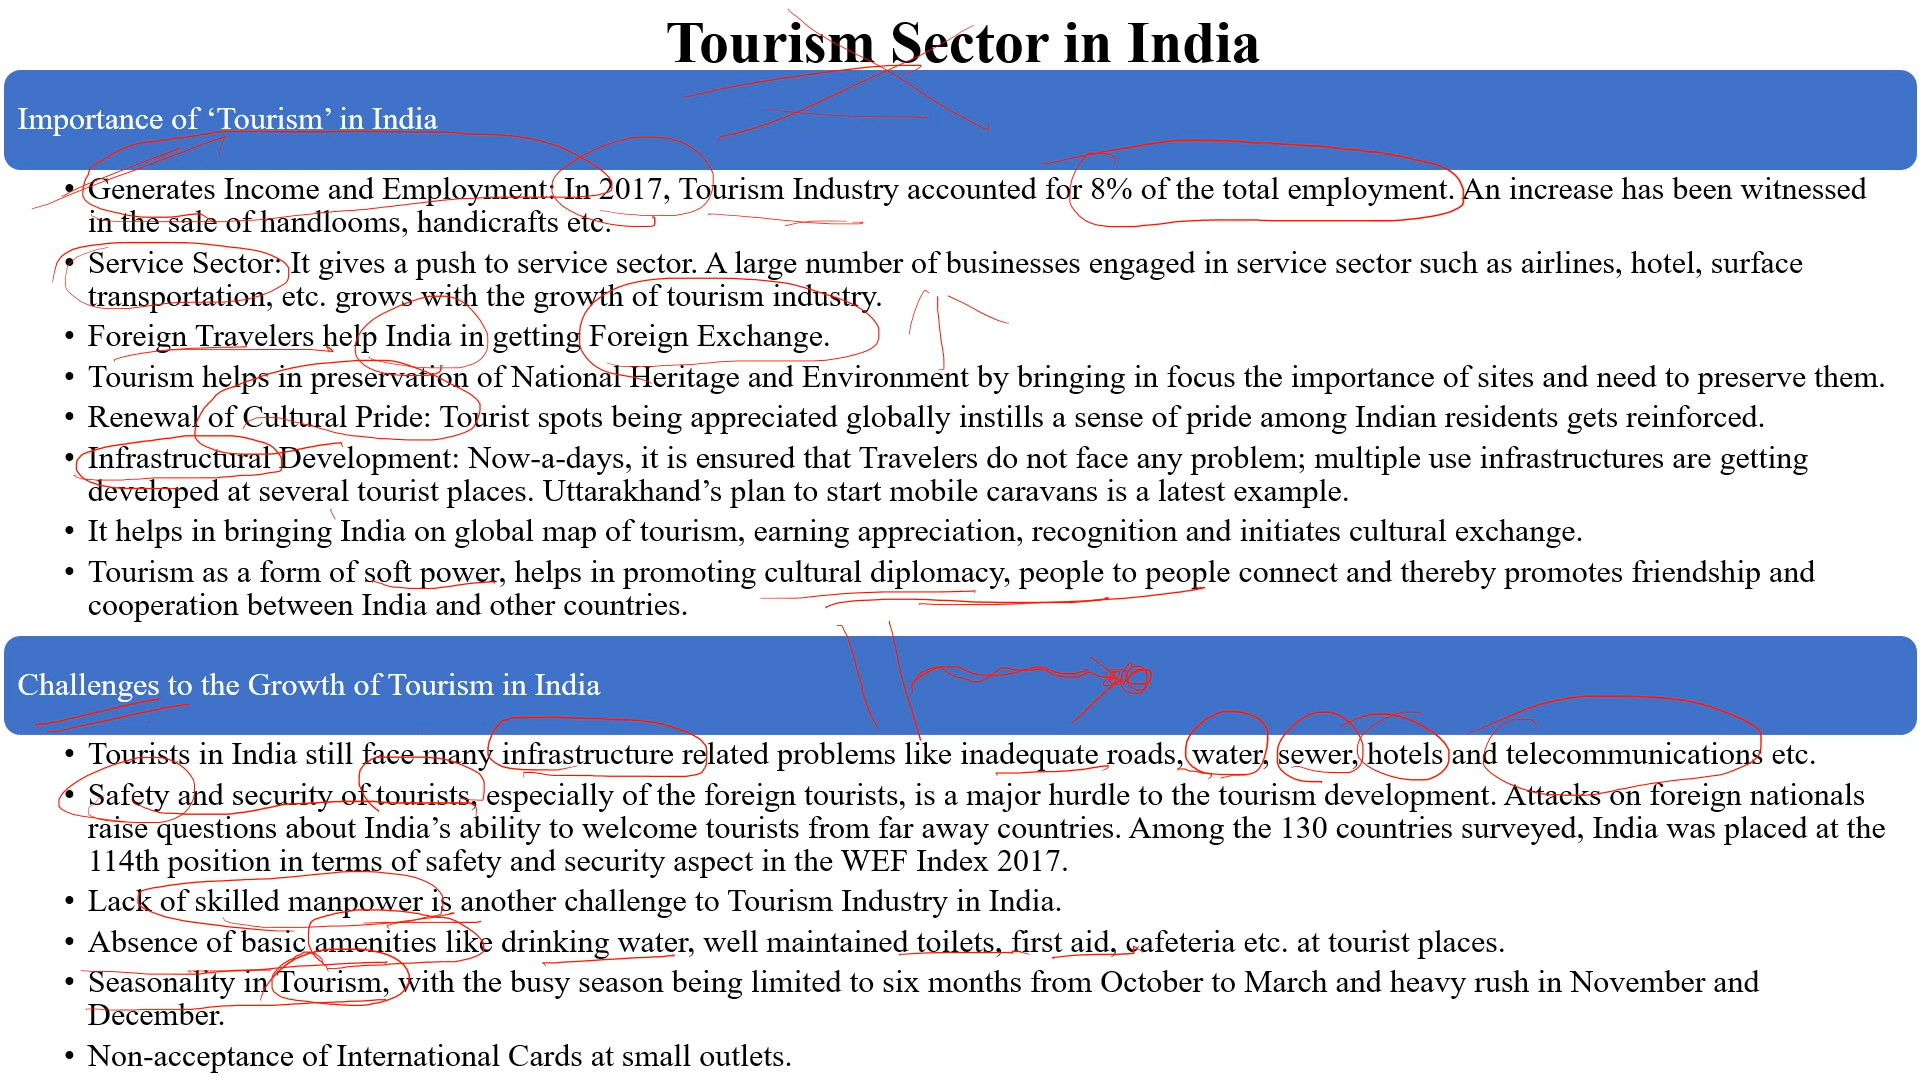 Tourism Sector in India
Importance of ‘Tourism’ in India
• Generates Income and Employment: In 2017, Tourism Industry accounted for 8% of the total employment. An increase has been witnessed
in the sale of handlooms, handicrafts etc.
• Service Sector: It gives a push to service sector. A large number of businesses engaged in service sector such as airlines, hotel, surface
transportation, etc. grows with the growth of tourism industry.
• Foreign Travelers help India in getting Foreign Exchange.
• Tourism helps in preservation of National Heritage and Environment by bringing in focus the importance of sites and need to preserve them.
• Renewal of Cultural Pride: Tourist spots being appreciated globally instills a sense of pride among Indian residents gets reinforced.
• Infrastructural Development: Now-a-days, it is ensured that Travelers do not face any problem; multiple use infrastructures are getting
developed at several tourist places. Uttarakhand’s plan to start mobile caravans is a latest example.
• It helps in bringing India on global map of tourism, earning appreciation, recognition and initiates cultural exchange.
• Tourism as a form of soft power, helps in promoting cultural diplomacy, people to people connect and thereby promotes friendship and
cooperation between India and other countries.
Challenges to the Growth of Tourism in India
• Tourists in India still face many infrastructure related problems like inadequate roads, water, sewer, hotels and telecommunications etc.
• Safety and security of tourists, especially of the foreign tourists, is a major hurdle to the tourism development. Attacks on foreign nationals
raise questions about India’s ability to welcome tourists from far away countries. Among the 130 countries surveyed, India was placed at the
114th position in terms of safety and security aspect in the WEF Index 2017.
• Lack of skilled manpower is another challenge to Tourism Industry in India.
• Absence of basic amenities like drinking water, well maintained toilets, first aid, cafeteria etc. at tourist places.
• Seasonality in Tourism, with the busy season being limited to six months from October to March and heavy rush in November and
December.
• Non-acceptance of International Cards at small outlets.